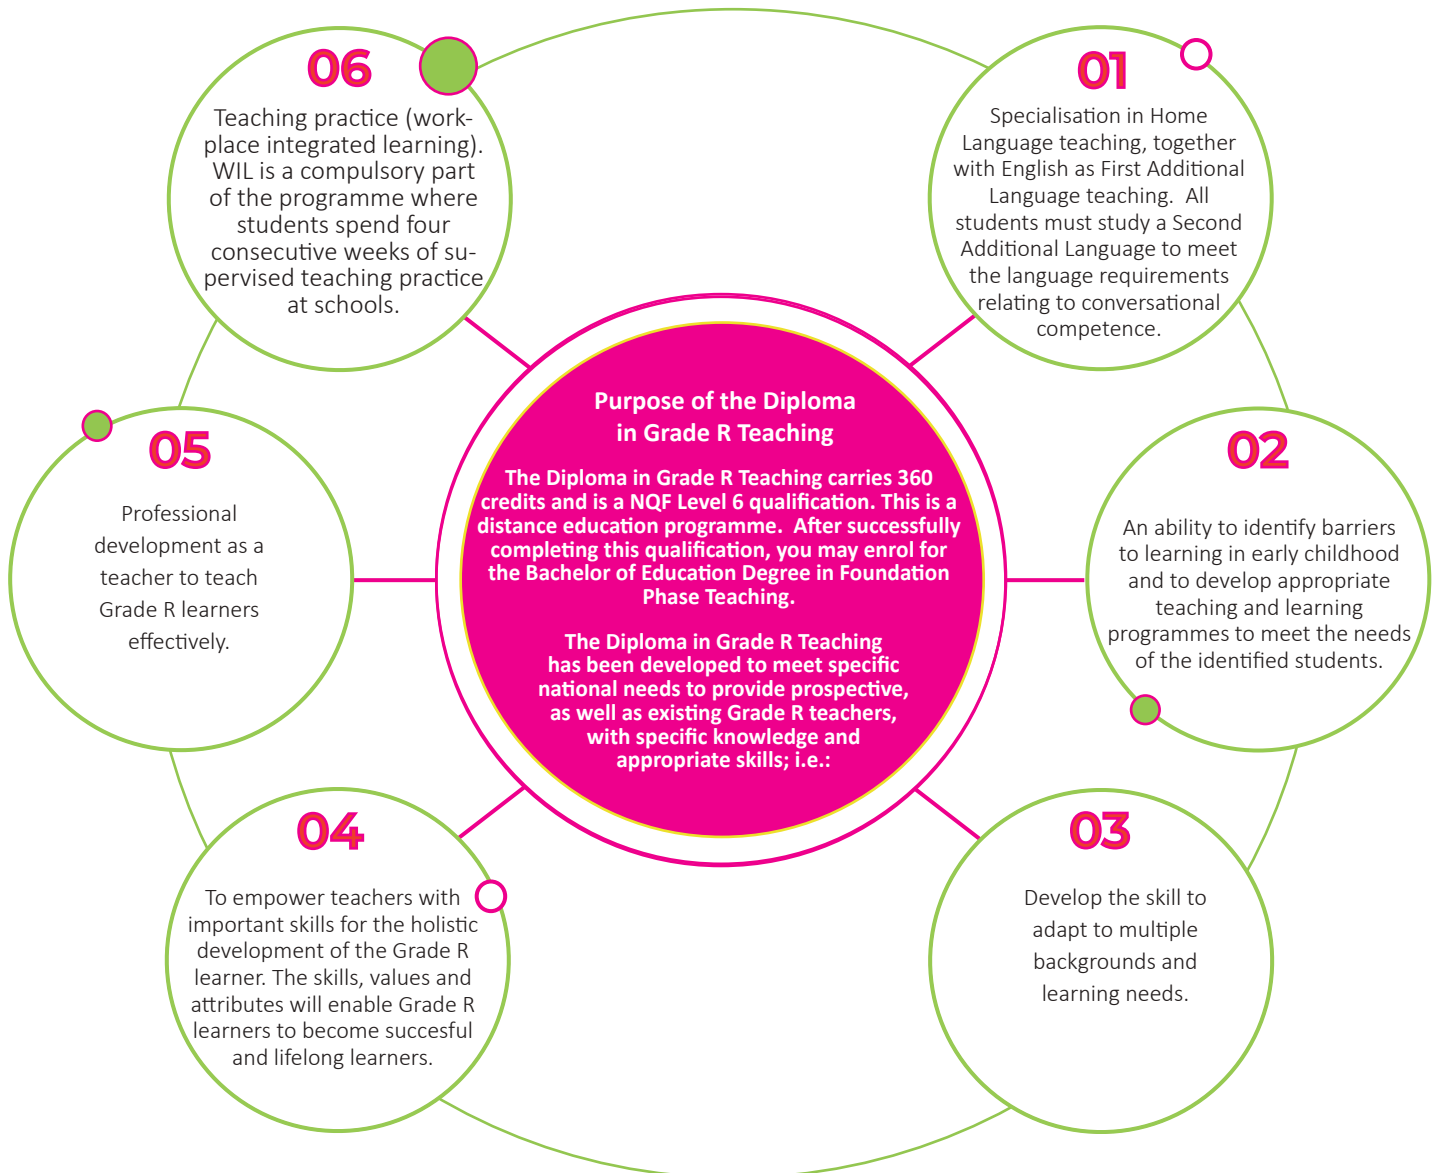 Purpose of the Diploma
in Grade R Teaching
The Diploma in Grade R Teaching carries 360
credits and is a NQF Level 6 qualification. This is a
distance education programme.  After successfully
completing this qualification, you may enrol for
the Bachelor of Education Degree in Foundation
Phase Teaching.
The Diploma in Grade R Teaching
has been developed to meet specific
national needs to provide prospective,
as well as existing Grade R teachers,
with specific knowledge and
appropriate skills; i.e.:
01
Specialisation in Home
Language teaching, together
with English as First Additional
Language teaching.  All
students must study a Second
Additional Language to meet
the language requirements
relating to conversational
competence.
02
An ability to identify barriers
to learning in early childhood
and to develop appropriate
teaching and learning
programmes to meet the needs
of the identified students.
03
Develop the skill to
adapt to multiple
backgrounds and
learning needs.
04
To empower teachers with
important skills for the holistic
development of the Grade R
learner. The skills, values and
attributes will enable Grade R
learners to become succesful
and lifelong learners.
05
Professional
development as a
teacher to teach
Grade R learners
effectively.
06
Teaching practice (work-
place integrated learning).
WIL is a compulsory part
of the programme where
students spend four
consecutive weeks of su-
pervised teaching practice
at schools.